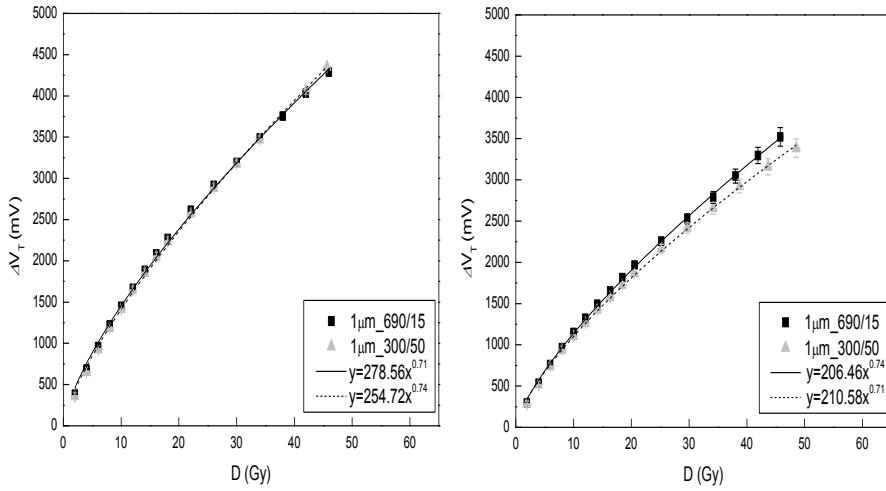 5000
4500
4000
3500
3000
2500
2000
1500
1000
500
0
ΔV_T (mV)
1μm_690/15
1μm_300/50
y=278.56x^0.71
y=254.72x^0.74
0 10 20 30 40 50 60
D (Gy)
5000
4500
4000
3500
3000
2500
2000
1500
1000
500
0
ΔV_T (mV)
1μm_690/15
1μm_300/50
y=206.46x^0.74
y=210.58x^0.71
0 10 20 30 40 50 60
D (Gy)